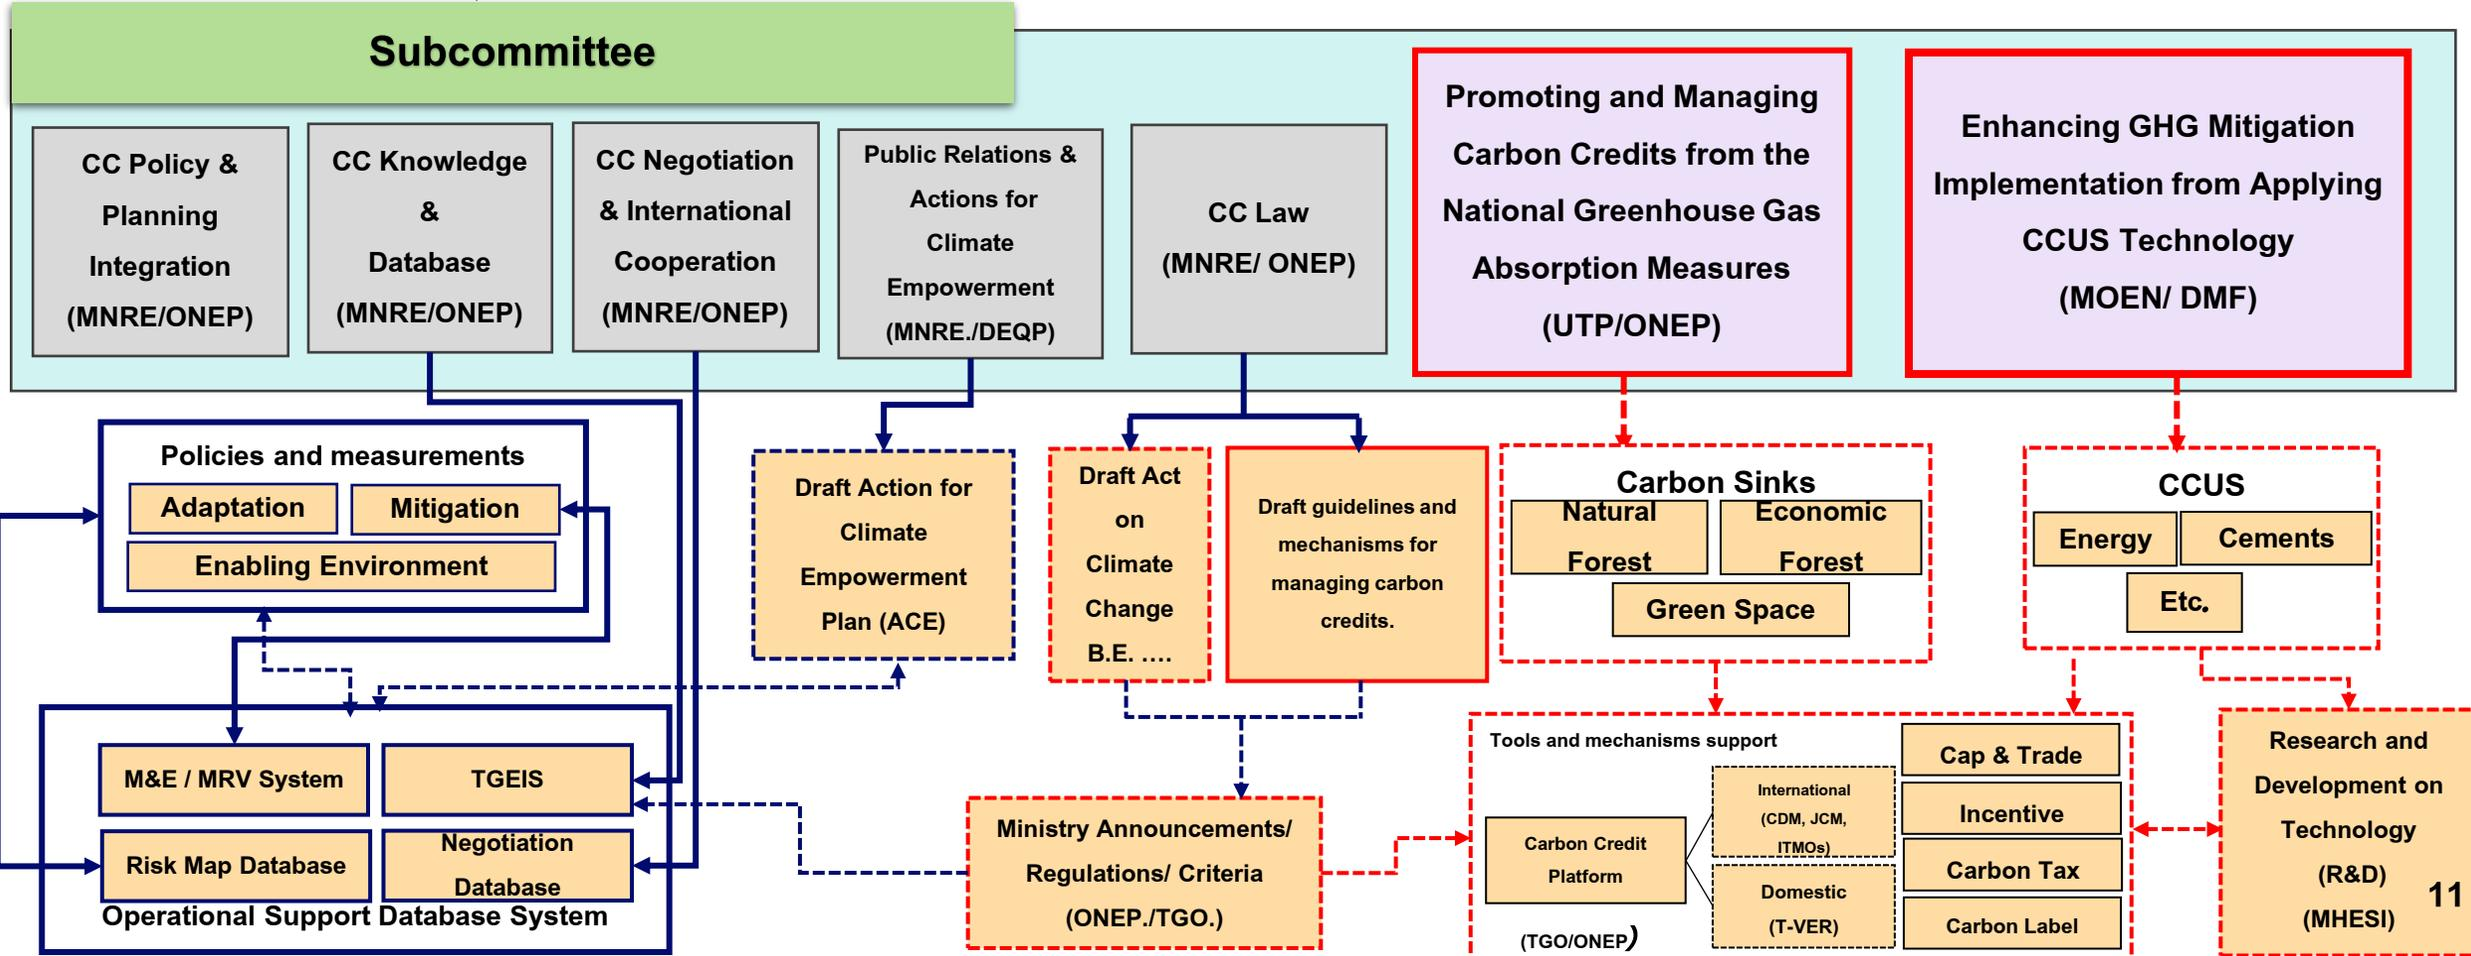 Subcommittee
CC Policy &
Planning
Integration
(MNRE/ONEP)
CC Knowledge
&
Database
(MNRE/ONEP)
CC Negotiation
& International
Cooperation
(MNRE/ONEP)
Public Relations &
Actions for
Climate
Empowerment
(MNRE./DEQP)
CC Law
(MNRE/ ONEP)
Promoting and Managing
Carbon Credits from the
National Greenhouse Gas
Absorption Measures
(UTP/ONEP)
Enhancing GHG Mitigation
Implementation from Applying
CCUS Technology
(MOEN/ DMF)
Policies and measurements
Adaptation
Mitigation
Enabling Environment
Draft Action for
Climate
Empowerment
Plan (ACE)
Draft Act
on
Climate
Change
B.E. ....
Draft guidelines and
mechanisms for
managing carbon
credits.
Carbon Sinks
Natural
Forest
Economic
Forest
Green Space
CCUS
Energy
Cements
Etc.
M&E / MRV System
TGEIS
Risk Map Database
Negotiation
Database
Operational Support Database System
Ministry Announcements/
Regulations/ Criteria
(ONEP./TGO.)
Tools and mechanisms support
Carbon Credit
Platform
(TGO/ONEP)
International
(CDM, JCM,
ITMOs)
Domestic
(T-VER)
Cap & Trade
Incentive
Carbon Tax
Carbon Label
Research and
Development on
Technology
(R&D)
(MHESI)
11